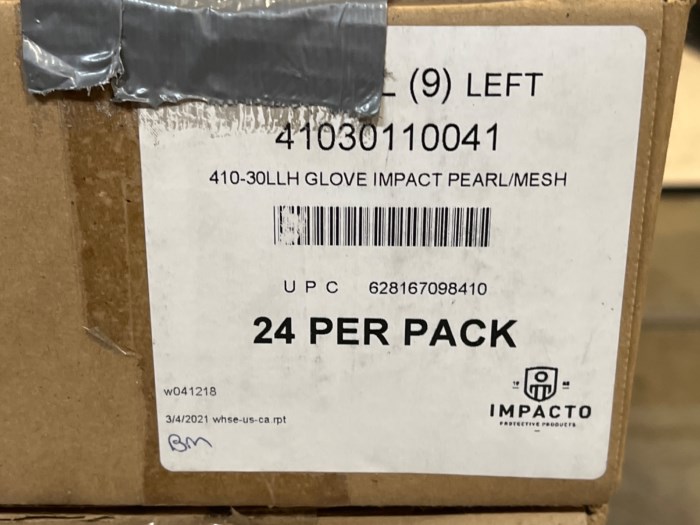 L (9) LEFT
41030110041
410-30LLH GLOVE IMPACT PEARL/MESH
U P C 628167098410
24 PER PACK
w041218
3/4/2021 whse-us-ca.rpt
BM
IMPACTO
PROTECTIVE PRODUCTS